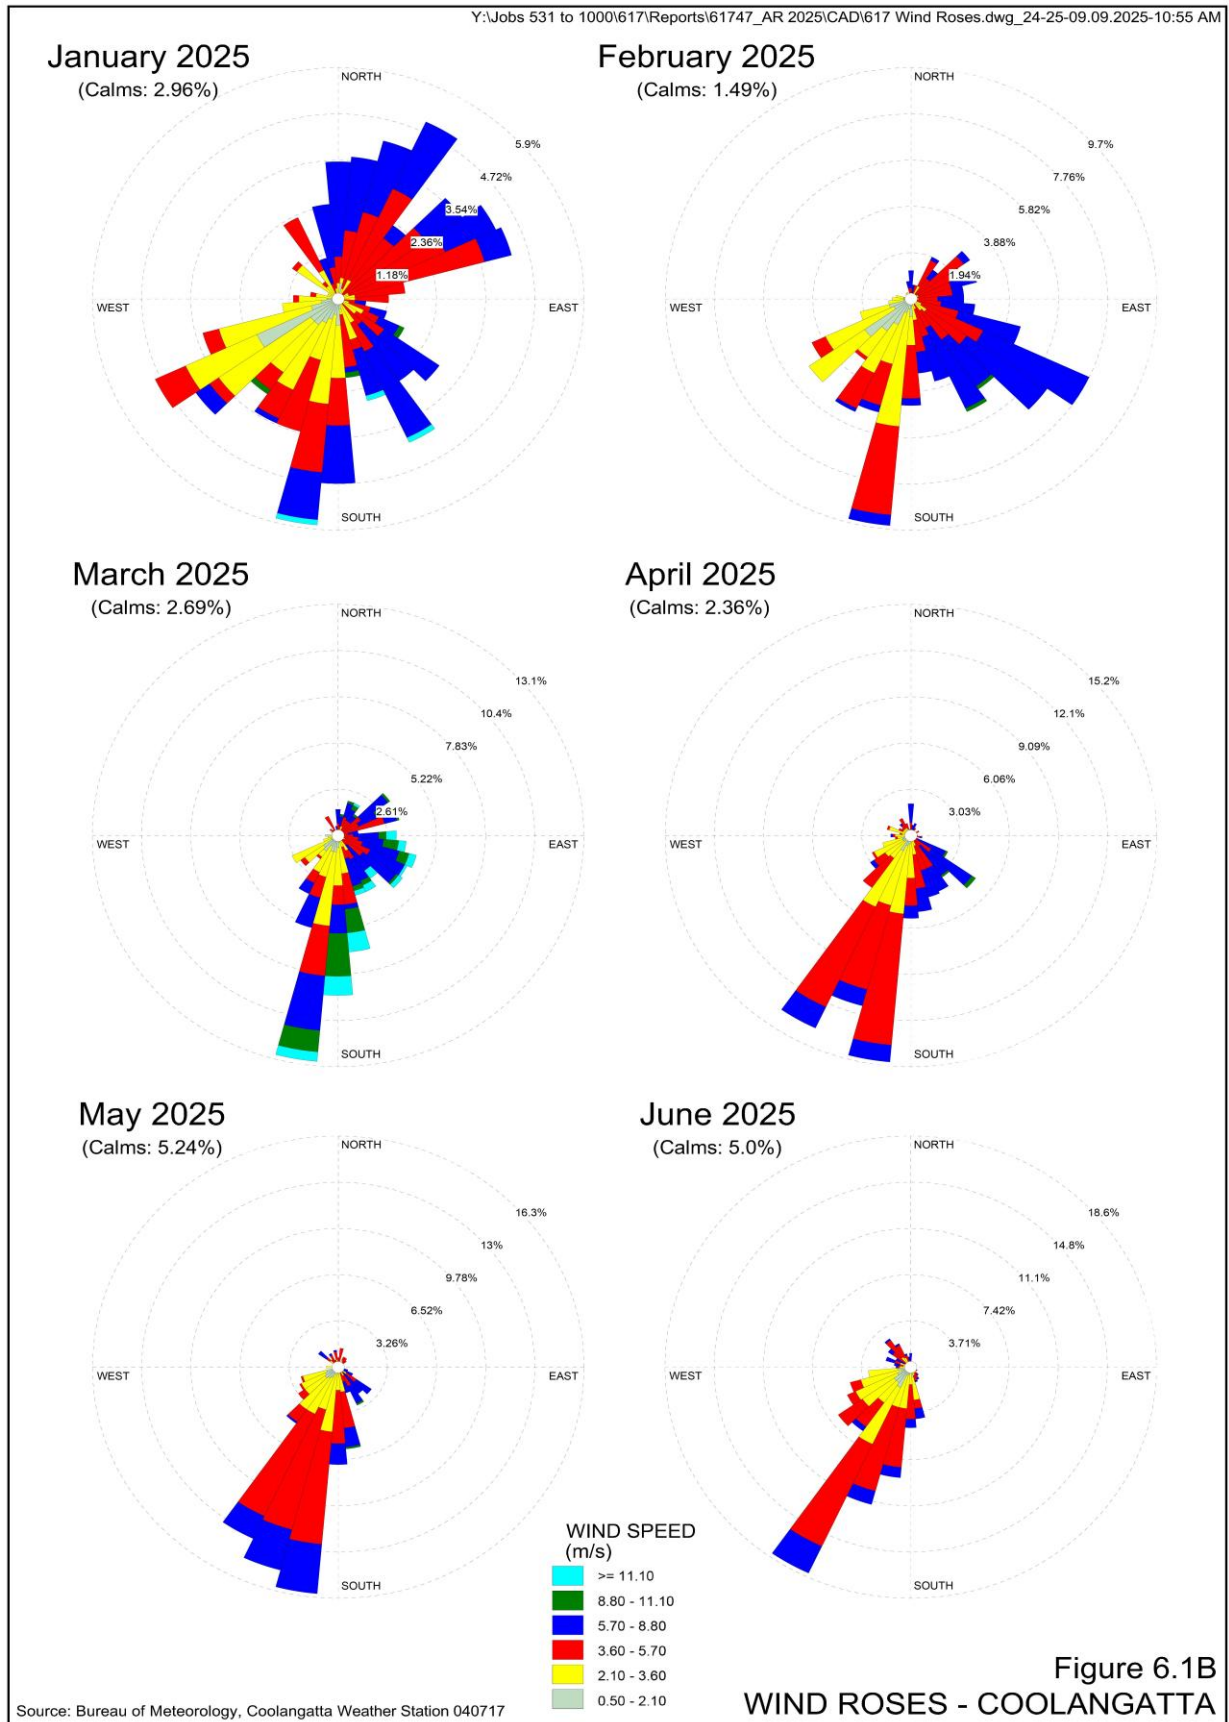 Y:\Jobs 531 to 1000\617\Reports\61747_AR 2025\CAD\617 Wind Roses.dwg_24-25-09.09.2025-10:55 AM
January 2025
(Calms: 2.96%)
NORTH
5.9%
4.72%
3.54%
2.36%
1.18%
WEST
EAST
SOUTH
February 2025
(Calms: 1.49%)
NORTH
9.7%
7.76%
5.82%
3.88%
1.94%
WEST
EAST
SOUTH
March 2025
(Calms: 2.69%)
NORTH
13.1%
10.4%
7.83%
5.22%
2.61%
WEST
EAST
SOUTH
April 2025
(Calms: 2.36%)
NORTH
15.2%
12.1%
9.09%
6.06%
3.03%
WEST
EAST
SOUTH
May 2025
(Calms: 5.24%)
NORTH
16.3%
13%
9.78%
6.52%
3.26%
WEST
EAST
SOUTH
June 2025
(Calms: 5.0%)
NORTH
18.6%
14.8%
11.1%
7.42%
3.71%
WEST
EAST
SOUTH
WIND SPEED
(m/s)
>= 11.10
8.80 - 11.10
5.70 - 8.80
3.60 - 5.70
2.10 - 3.60
0.50 - 2.10
Source: Bureau of Meteorology, Coolangatta Weather Station 040717
Figure 6.1B
WIND ROSES - COOLANGATTA